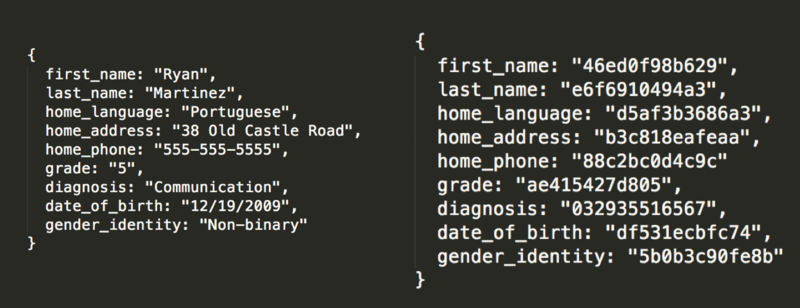 {
first_name: "Ryan",
last_name: "Martinez",
home_language: "Portuguese",
home_address: "38 Old Castle Road",
home_phone: "555-555-5555",
grade: "5",
diagnosis: "Communication",
date_of_birth: "12/19/2009",
gender_identity: "Non-binary"
}
{
first_name: "46ed0f98b629",
last_name: "e6f6910494a3",
home_language: "d5af3b3686a3",
home_address: "b3c818eafeaa",
home_phone: "88c2bc0d4c9c"
grade: "ae415427d805",
diagnosis: "032935516567",
date_of_birth: "df531ecbfc74",
gender_identity: "5b0b3c90fe8b"
}